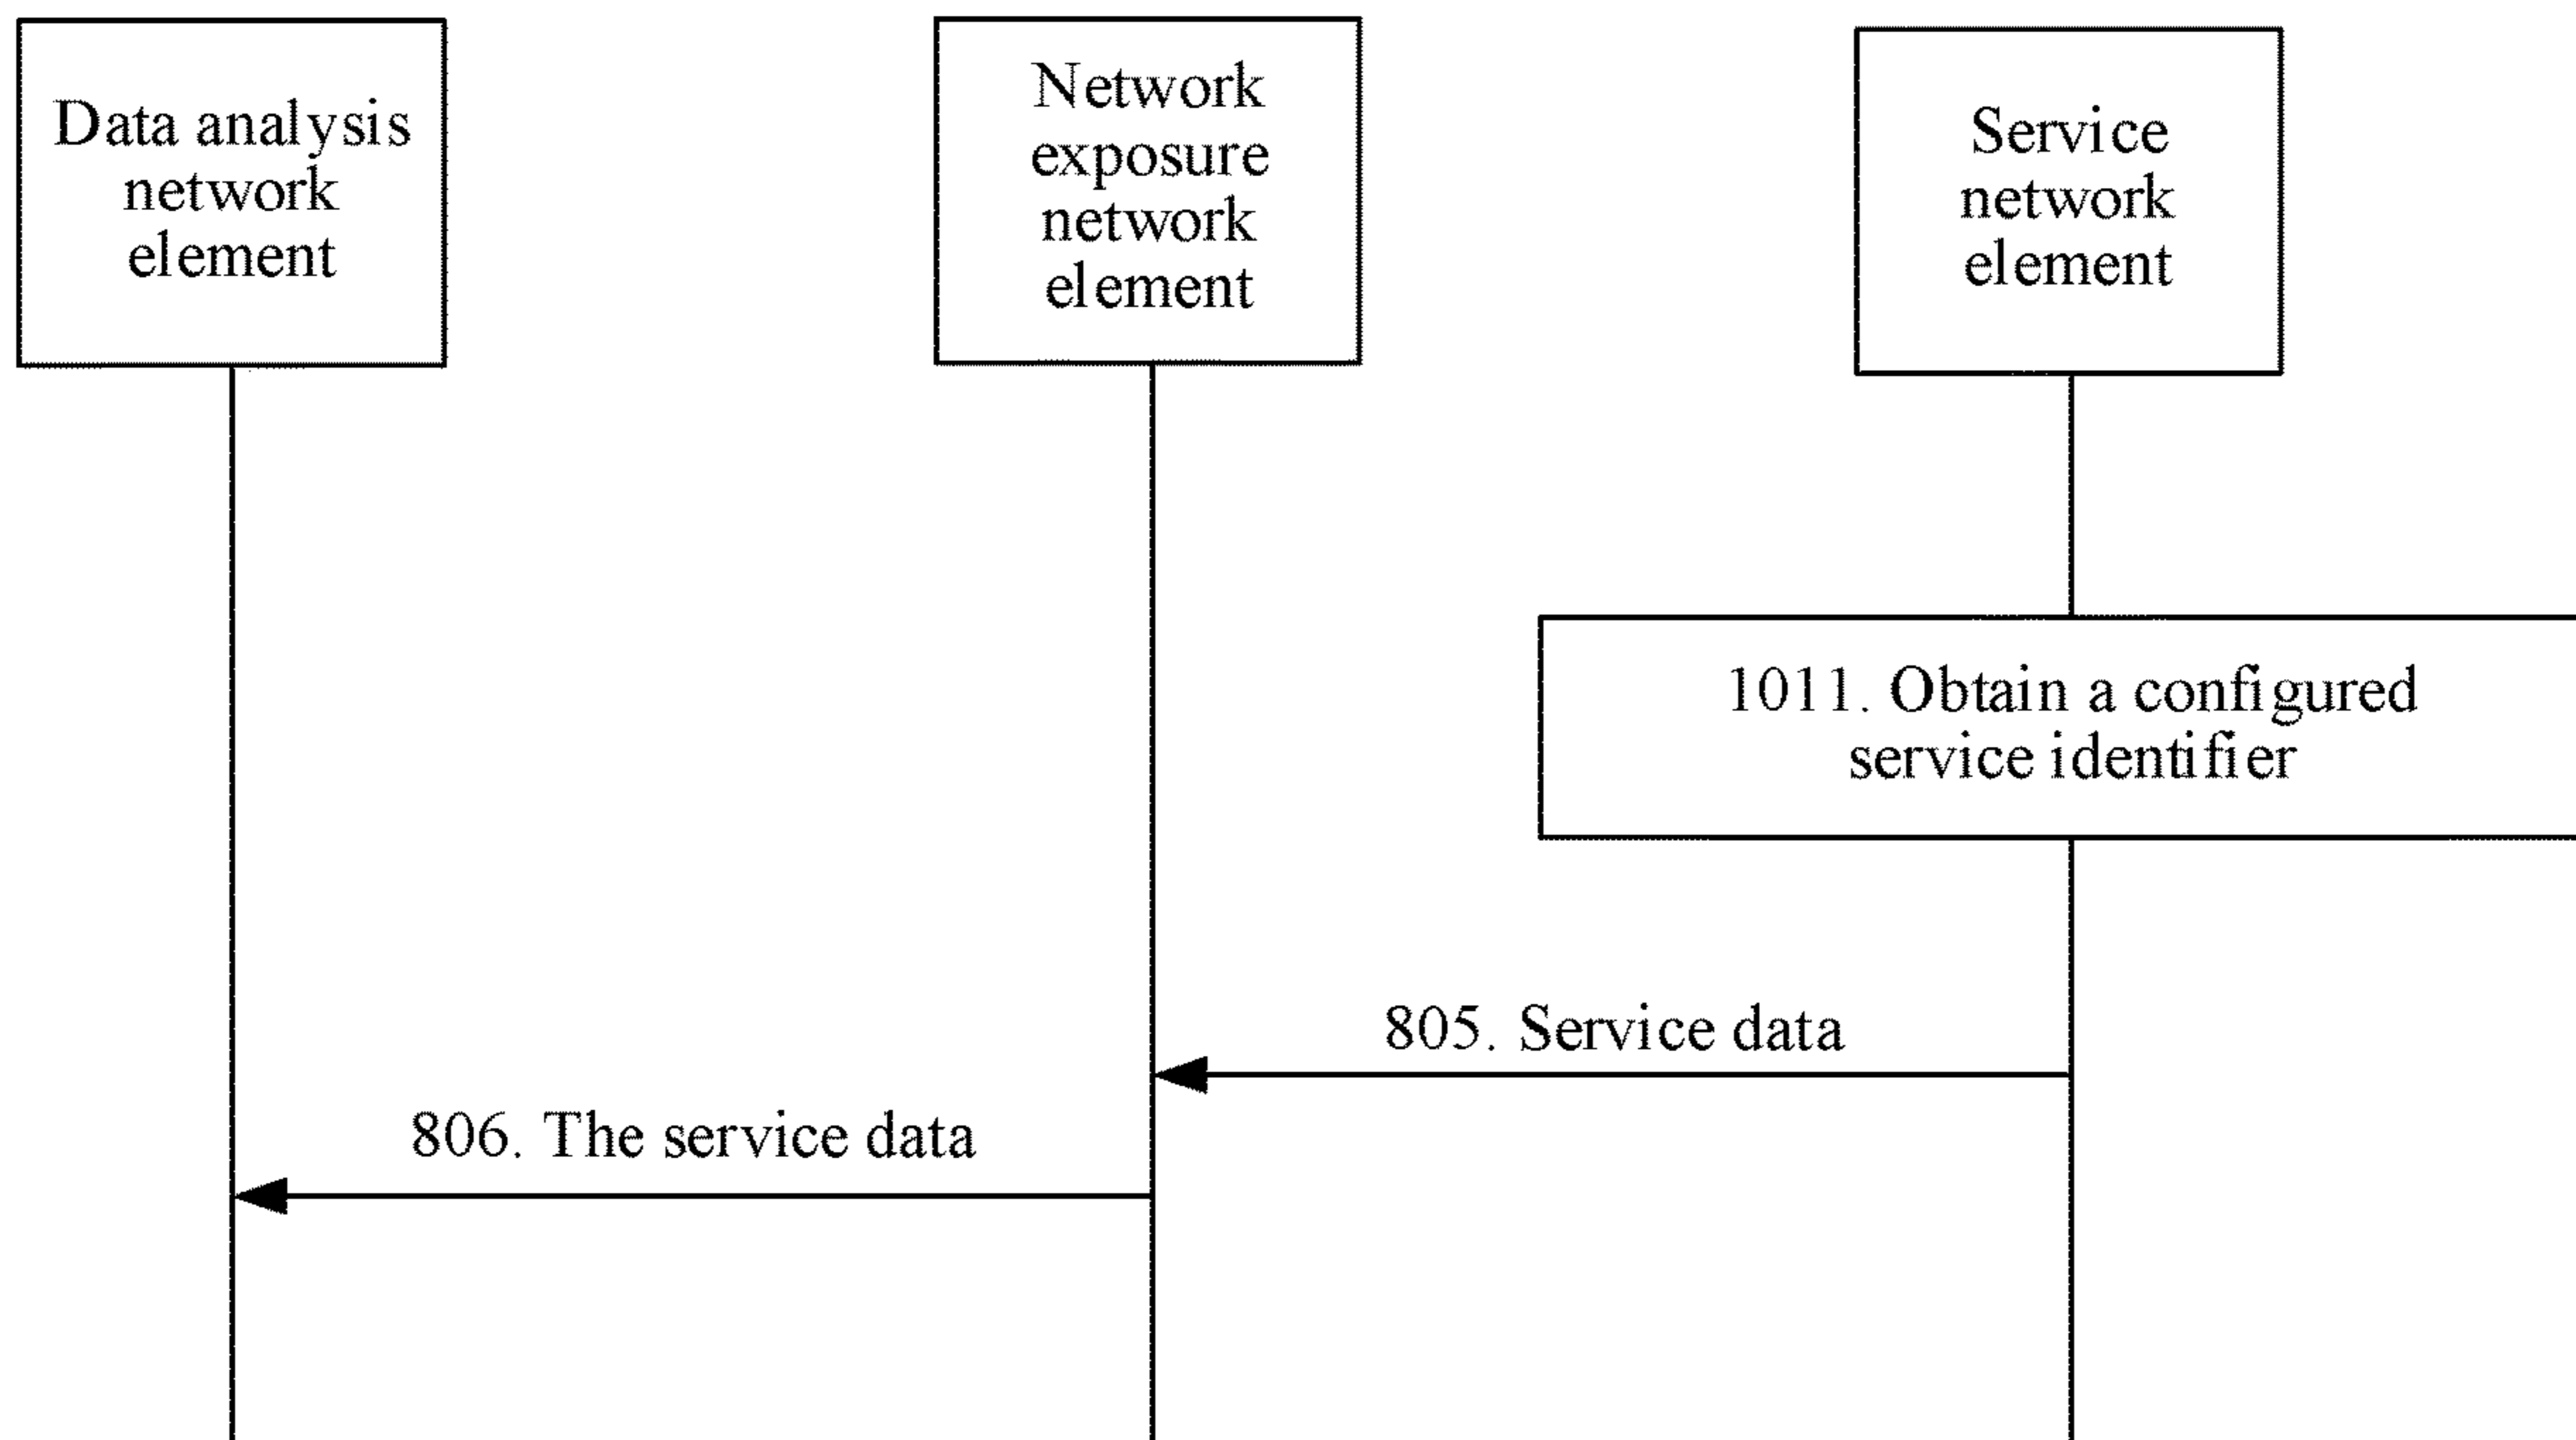 Data analysis
network
element
Network
exposure
network
element
Service
network
element
1011. Obtain a configured
service identifier
805. Service data
806. The service data